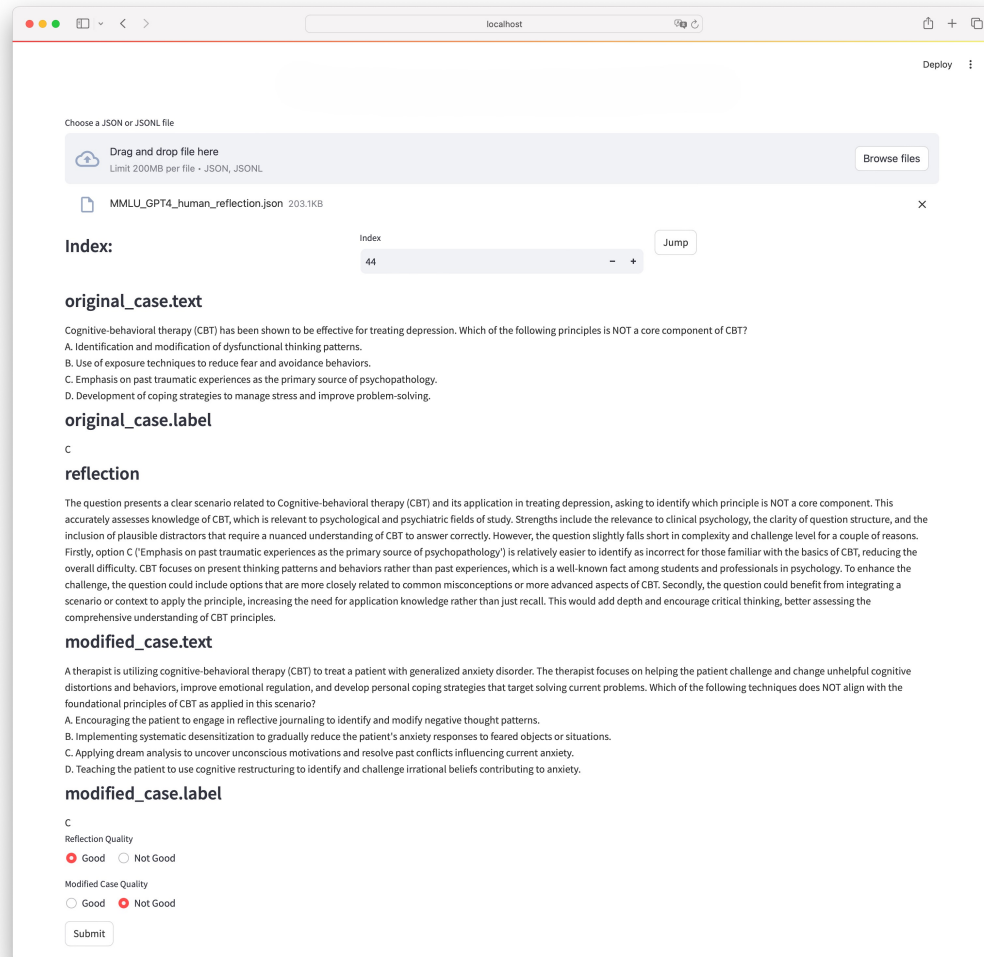 localhost
Deploy
Choose a JSON or JSONL file
Drag and drop file here
Limit 200MB per file • JSON, JSONL
Browse files
MMLU_GPT4_human_reflection.json 203.1KB
Index:
Index
44
Jump
original_case.text
Cognitive-behavioral therapy (CBT) has been shown to be effective for treating depression. Which of the following principles is NOT a core component of CBT?
A. Identification and modification of dysfunctional thinking patterns.
B. Use of exposure techniques to reduce fear and avoidance behaviors.
C. Emphasis on past traumatic experiences as the primary source of psychopathology.
D. Development of coping strategies to manage stress and improve problem-solving.
original_case.label
C
reflection
The question presents a clear scenario related to Cognitive-behavioral therapy (CBT) and its application in treating depression, asking to identify which principle is NOT a core component. This
accurately assesses knowledge of CBT, which is relevant to psychological and psychiatric fields of study. Strengths include the relevance to clinical psychology, the clarity of question structure, and the
inclusion of plausible distractors that require a nuanced understanding of CBT to answer correctly. However, the question slightly falls short in complexity and challenge level for a couple of reasons.
Firstly, option C ('Emphasis on past traumatic experiences as the primary source of psychopathology') is relatively easier to identify as incorrect for those familiar with the basics of CBT, reducing the
overall difficulty. CBT focuses on present thinking patterns and behaviors rather than past experiences, which is a well-known fact among students and professionals in psychology. To enhance the
challenge, the question could include options that are more closely related to common misconceptions or more advanced aspects of CBT. Secondly, the question could benefit from integrating a
scenario or context to apply the principle, increasing the need for application knowledge rather than just recall. This would add depth and encourage critical thinking, better assessing the
comprehensive understanding of CBT principles.
modified_case.text
A therapist is utilizing cognitive-behavioral therapy (CBT) to treat a patient with generalized anxiety disorder. The therapist focuses on helping the patient challenge and change unhelpful cognitive
distortions and behaviors, improve emotional regulation, and develop personal coping strategies that target solving current problems. Which of the following techniques does NOT align with the
foundational principles of CBT as applied in this scenario?
A. Encouraging the patient to engage in reflective journaling to identify and modify negative thought patterns.
B. Implementing systematic desensitization to gradually reduce the patient's anxiety responses to feared objects or situations.
C. Applying dream analysis to uncover unconscious motivations and resolve past conflicts influencing current anxiety.
D. Teaching the patient to use cognitive restructuring to identify and challenge irrational beliefs contributing to anxiety.
modified_case.label
C
Reflection Quality
Good Not Good
Modified Case Quality
Good Not Good
Submit